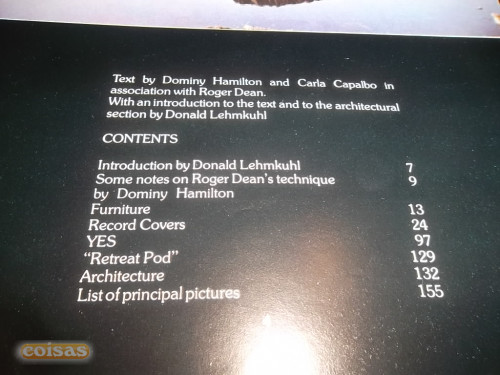 Text by Dominy Hamilton and Carla Capalbo in
association with Roger Dean.
With an introduction to the text and to the architectural
section by Donald Lehmkuhl
CONTENTS
Introduction by Donald Lehmkuhl 7
Some notes on Roger Dean's technique 9
by Dominy Hamilton
Furniture 13
Record Covers 24
YES 97
"Retreat Pod" 129
Architecture 132
List of principal pictures 155
coisas